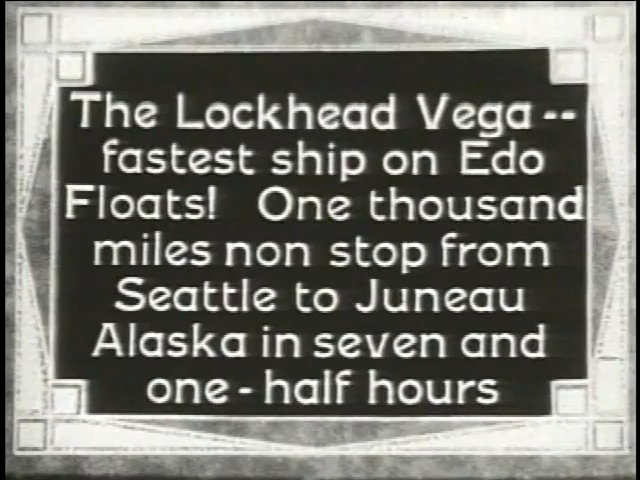 The Lockhead Vega --
fastest ship on Edo
Floats! One thousand
miles non stop from
Seattle to Juneau
Alaska in seven and
one-half hours